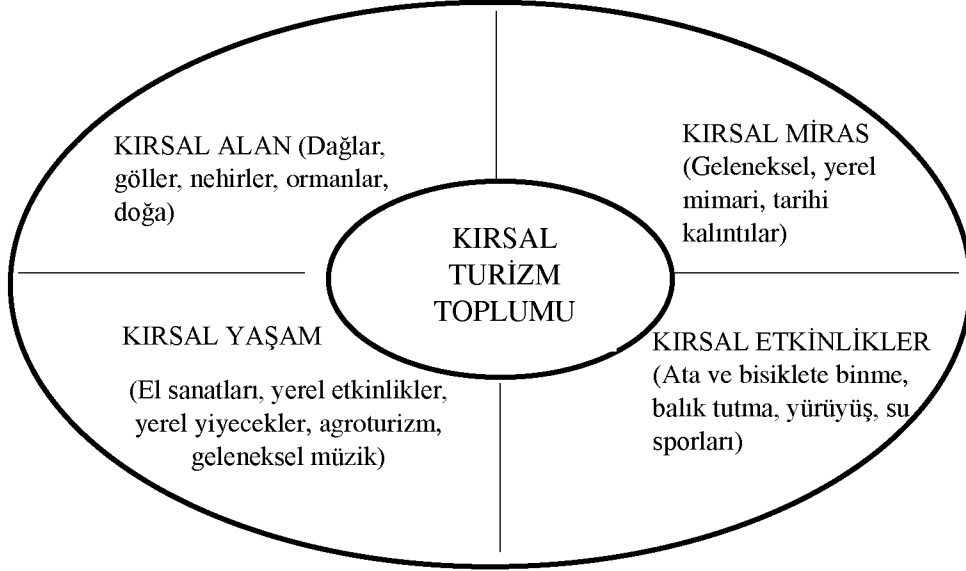 KIRSAL ALAN (Dağlar,
göller, nehirler, ormanlar,
doğa)
KIRSAL MİRAS
(Geleneksel, yerel
mimari, tarihi
kalıntılar)
KIRSAL
TURİZM
TOPLUMU
KIRSAL YAŞAM
(El sanatları, yerel etkinlikler,
yerel yiyecekler, agroturizm,
geleneksel müzik)
KIRSAL ETKİNLİKLER
(Ata ve bisiklete binme,
balık tutma, yürüyüş, su
sporları)